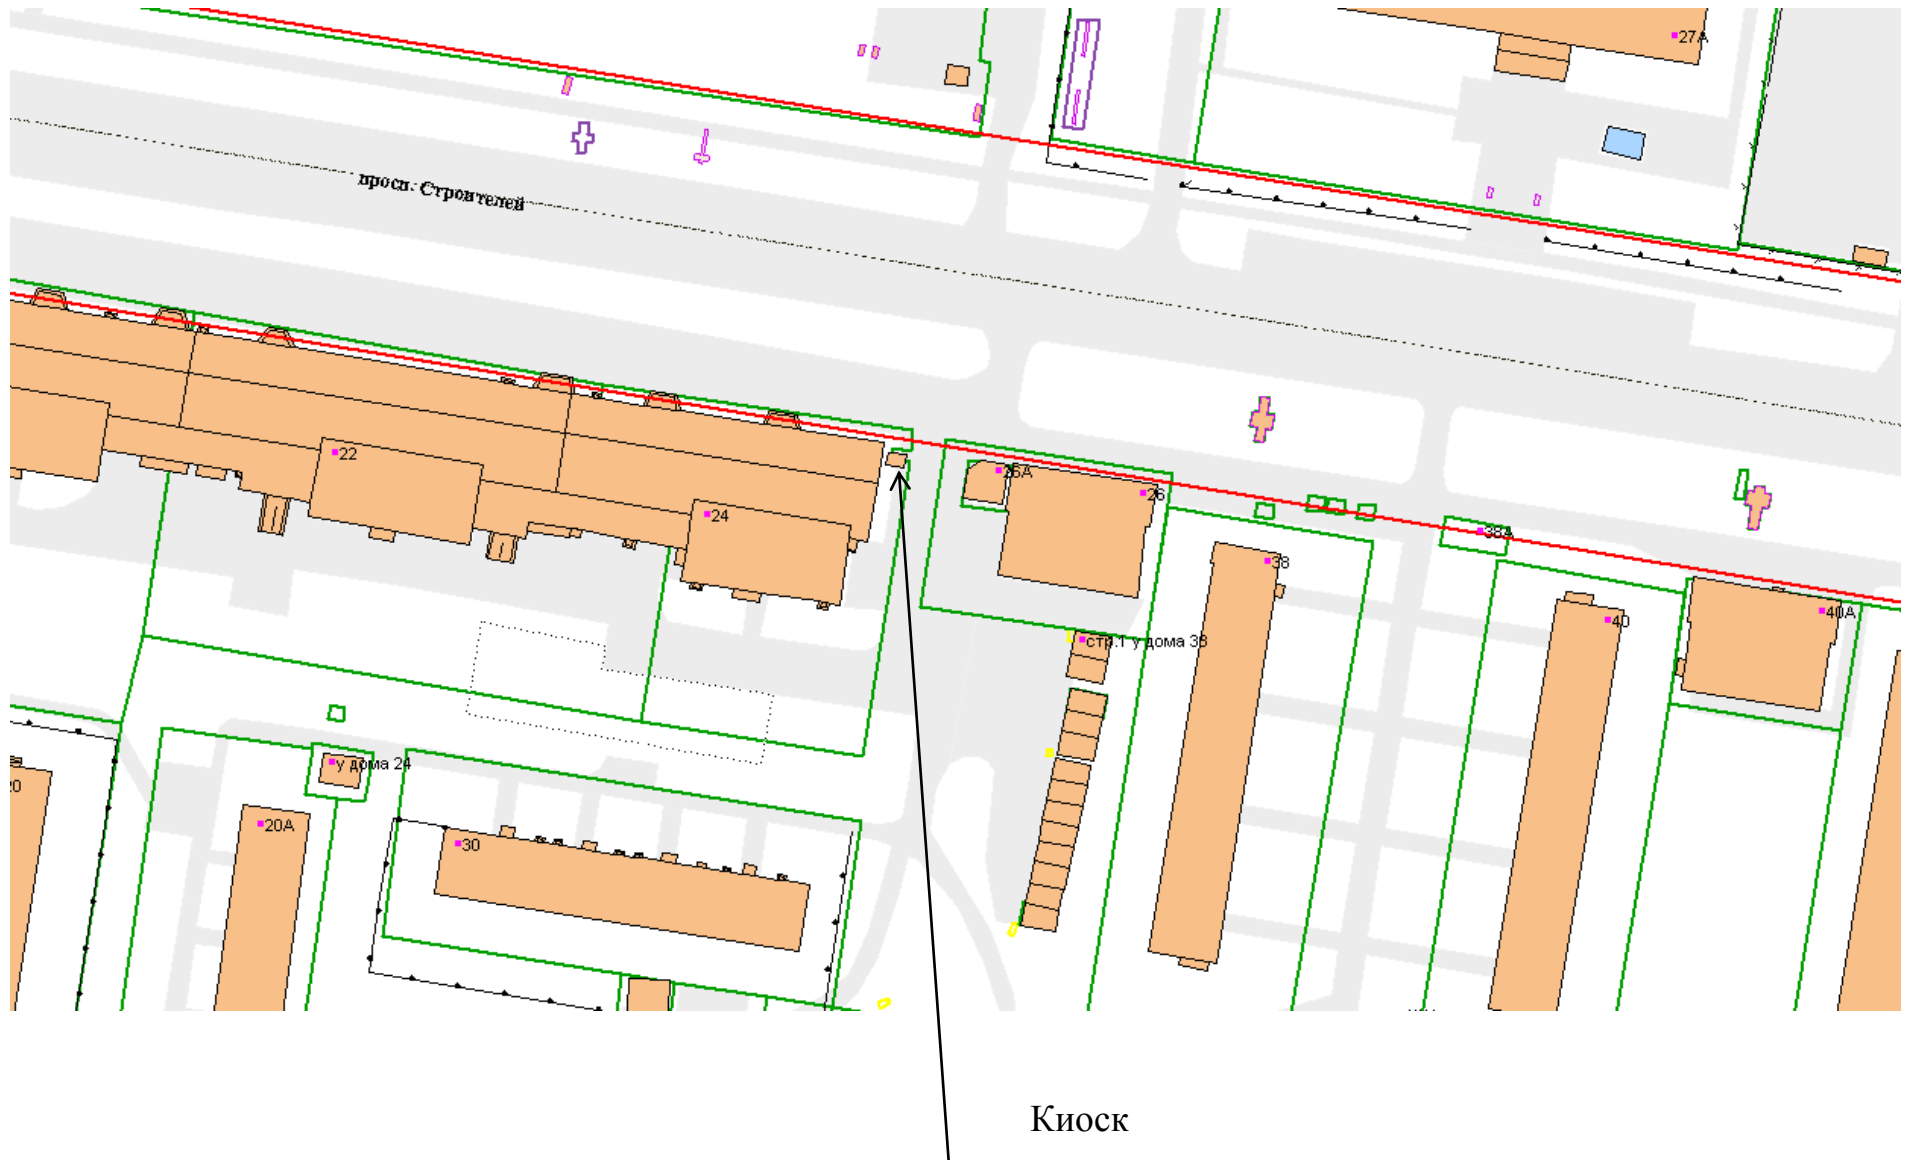 27А
просп. Строителей
22
26А
26
24
38А
38
40А
40
стр.1 у дома 38
у дома 24
20
20А
30
Киоск